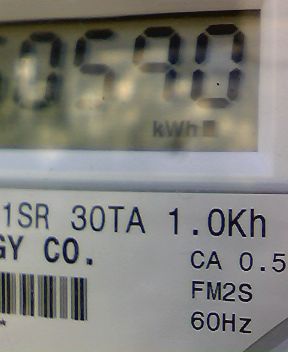 0590
kWh
1SR 30TA 1.0Kh
GY CO.
CA 0.5
FM2S
60Hz